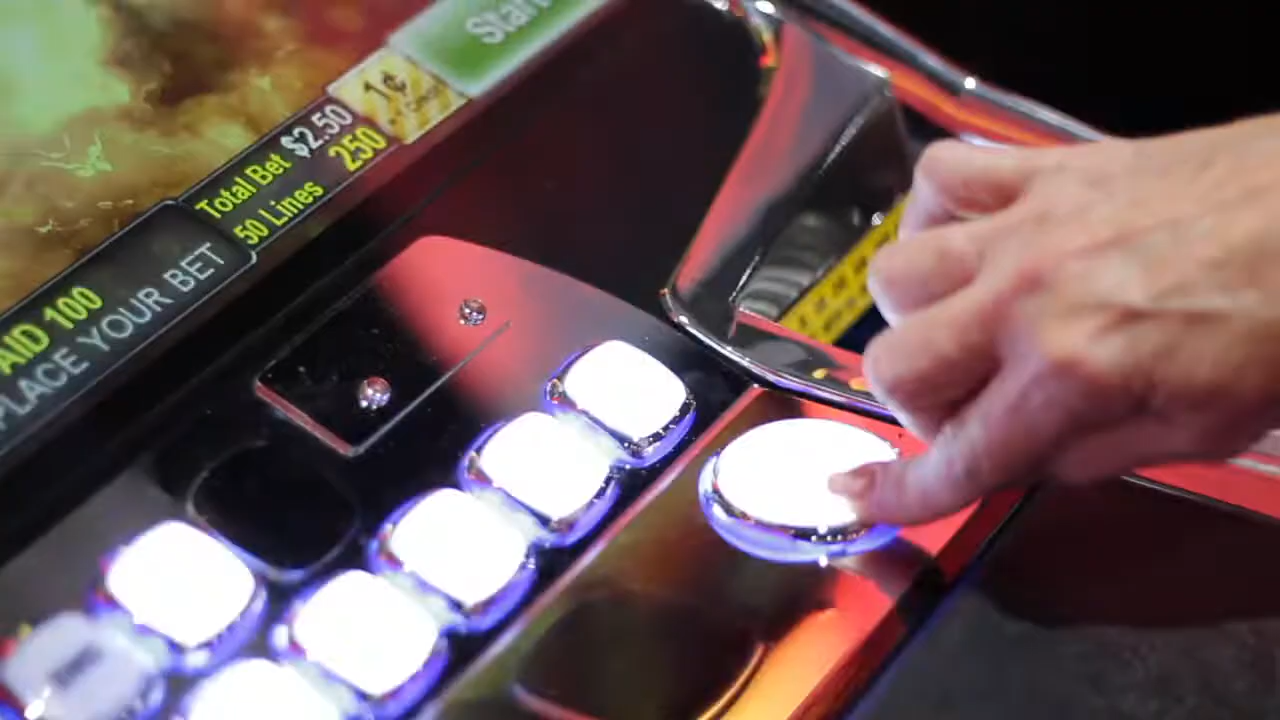 Start
1¢
Total Bet $2.50
50 Lines 250
AID 100
PLACE YOUR BET